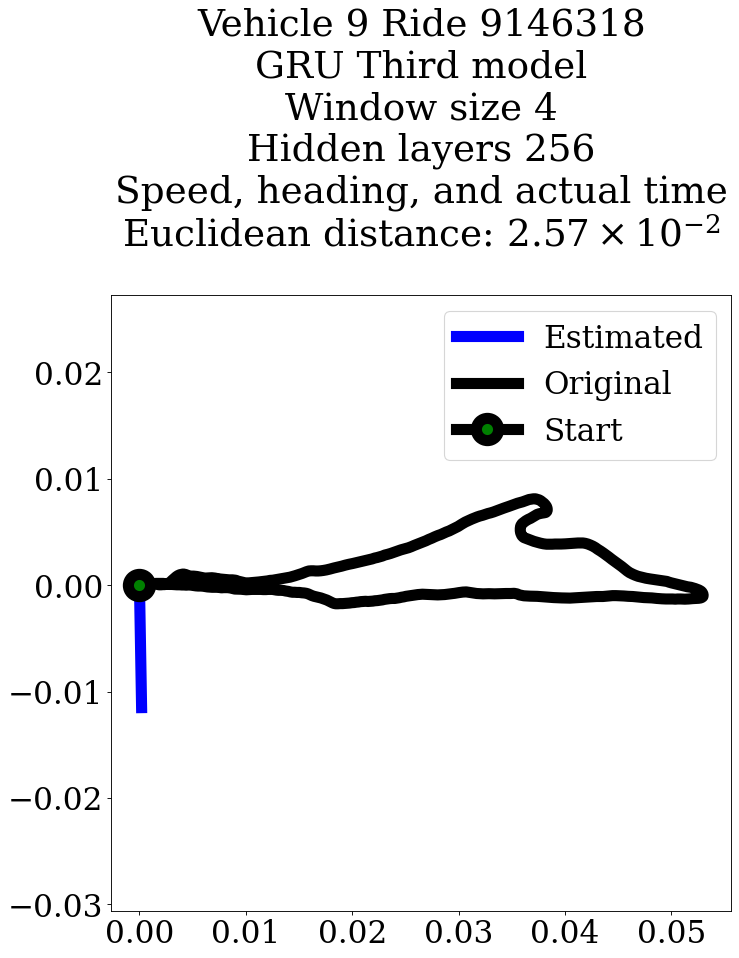 Vehicle 9 Ride 9146318
GRU Third model
Window size 4
Hidden layers 256
Speed, heading, and actual time
Euclidean distance: 2.57 × 10⁻²
Estimated
Original
Start
0.02
0.01
0.00
−0.01
−0.02
−0.03
0.00 0.01 0.02 0.03 0.04 0.05